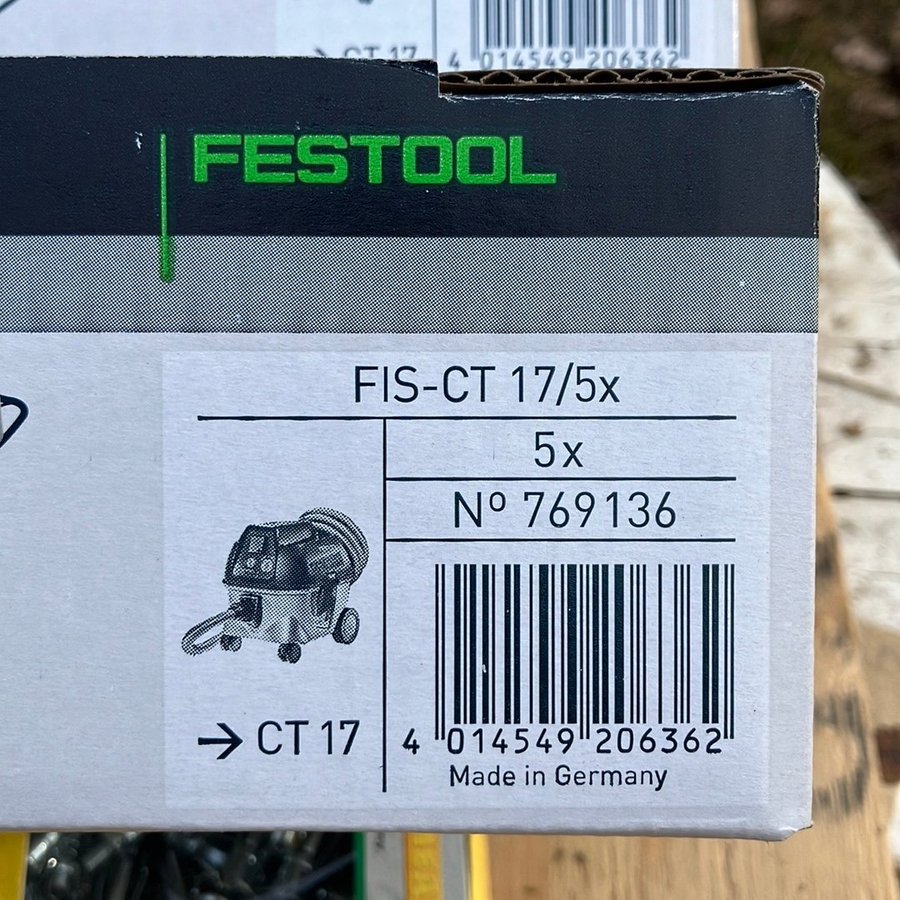 CT 17
4 014549 206362
FESTOOL
FIS-CT 17/5x
5x
Nº 769136
→ CT 17
4 014549 206362
Made in Germany